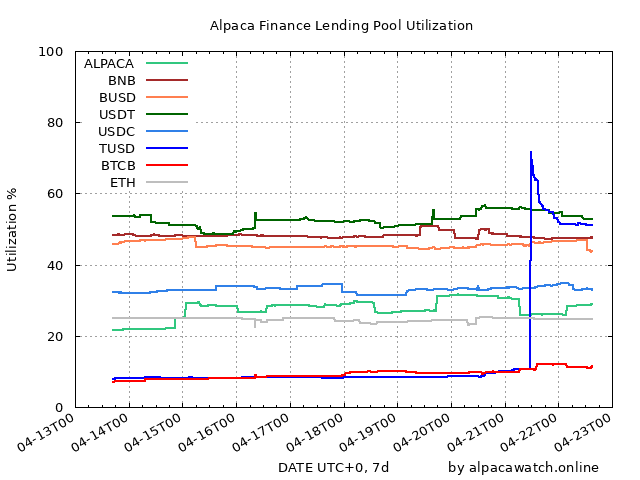 Alpaca Finance Lending Pool Utilization
Utilization %
100
80
60
40
20
0
ALPACA
BNB
BUSD
USDT
USDC
TUSD
BTCB
ETH
04-13T00 04-14T00 04-15T00 04-16T00 04-17T00 04-18T00 04-19T00 04-20T00 04-21T00 04-22T00 04-23T00
DATE UTC+0, 7d by alpacawatch.online